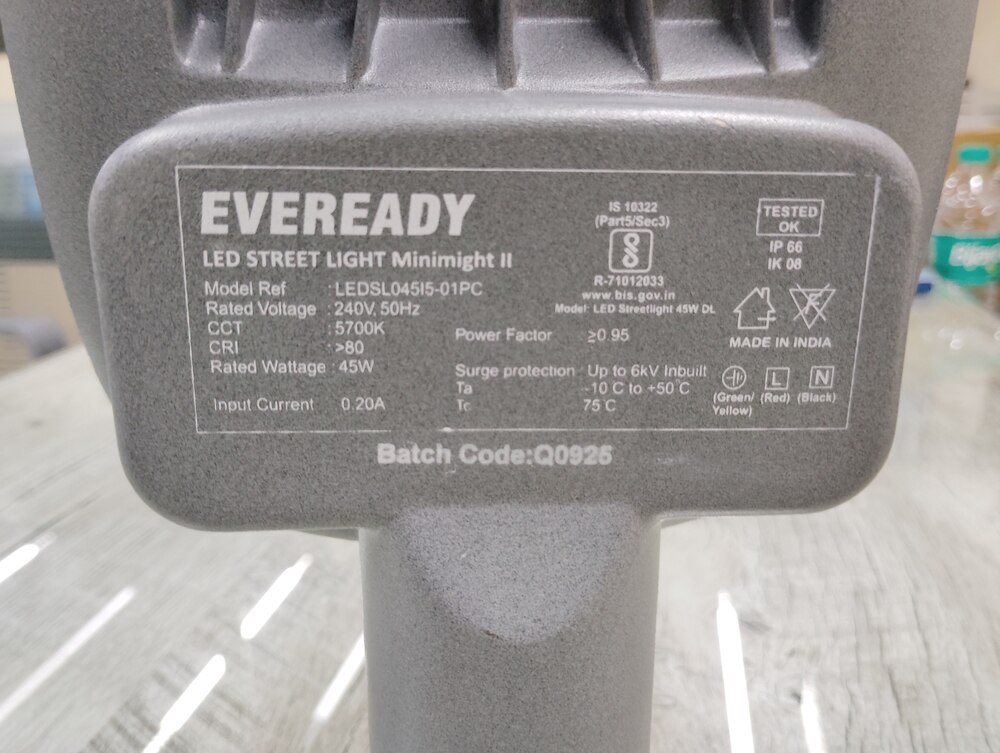 EVEREADY
LED STREET LIGHT Minimight II
Model Ref : LEDSL045I5-01PC
Rated Voltage : 240V, 50Hz
CCT : 5700K
CRI : >80
Rated Wattage : 45W
Input Current 0.20A
Power Factor ≥0.95
Surge protection Up to 6kV Inbuilt
Ta -10°C to +50°C
Tc 75°C
IS 10322
(Part5/Sec3)
R-71012033
www.bis.gov.in
Model: LED Streetlight 45W DL
TESTED
OK
IP 66
IK 08
F
MADE IN INDIA
L N
(Green/ (Red) (Black)
Yellow)
Batch Code:Q0925